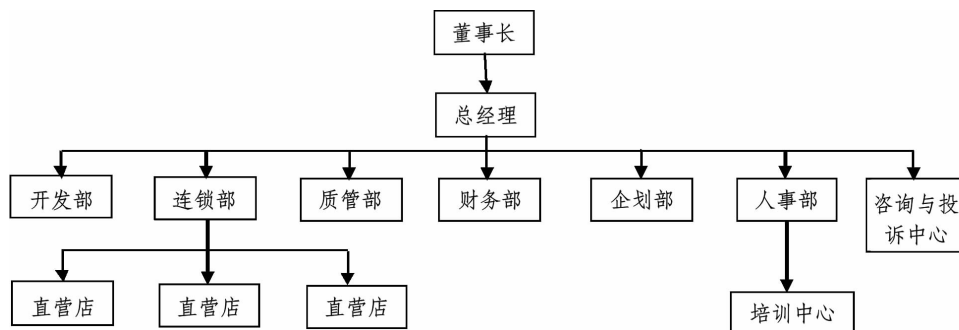 董事长
总经理
开发部
连锁部
质管部
财务部
企划部
人事部
咨询与投
诉中心
直营店
直营店
直营店
培训中心